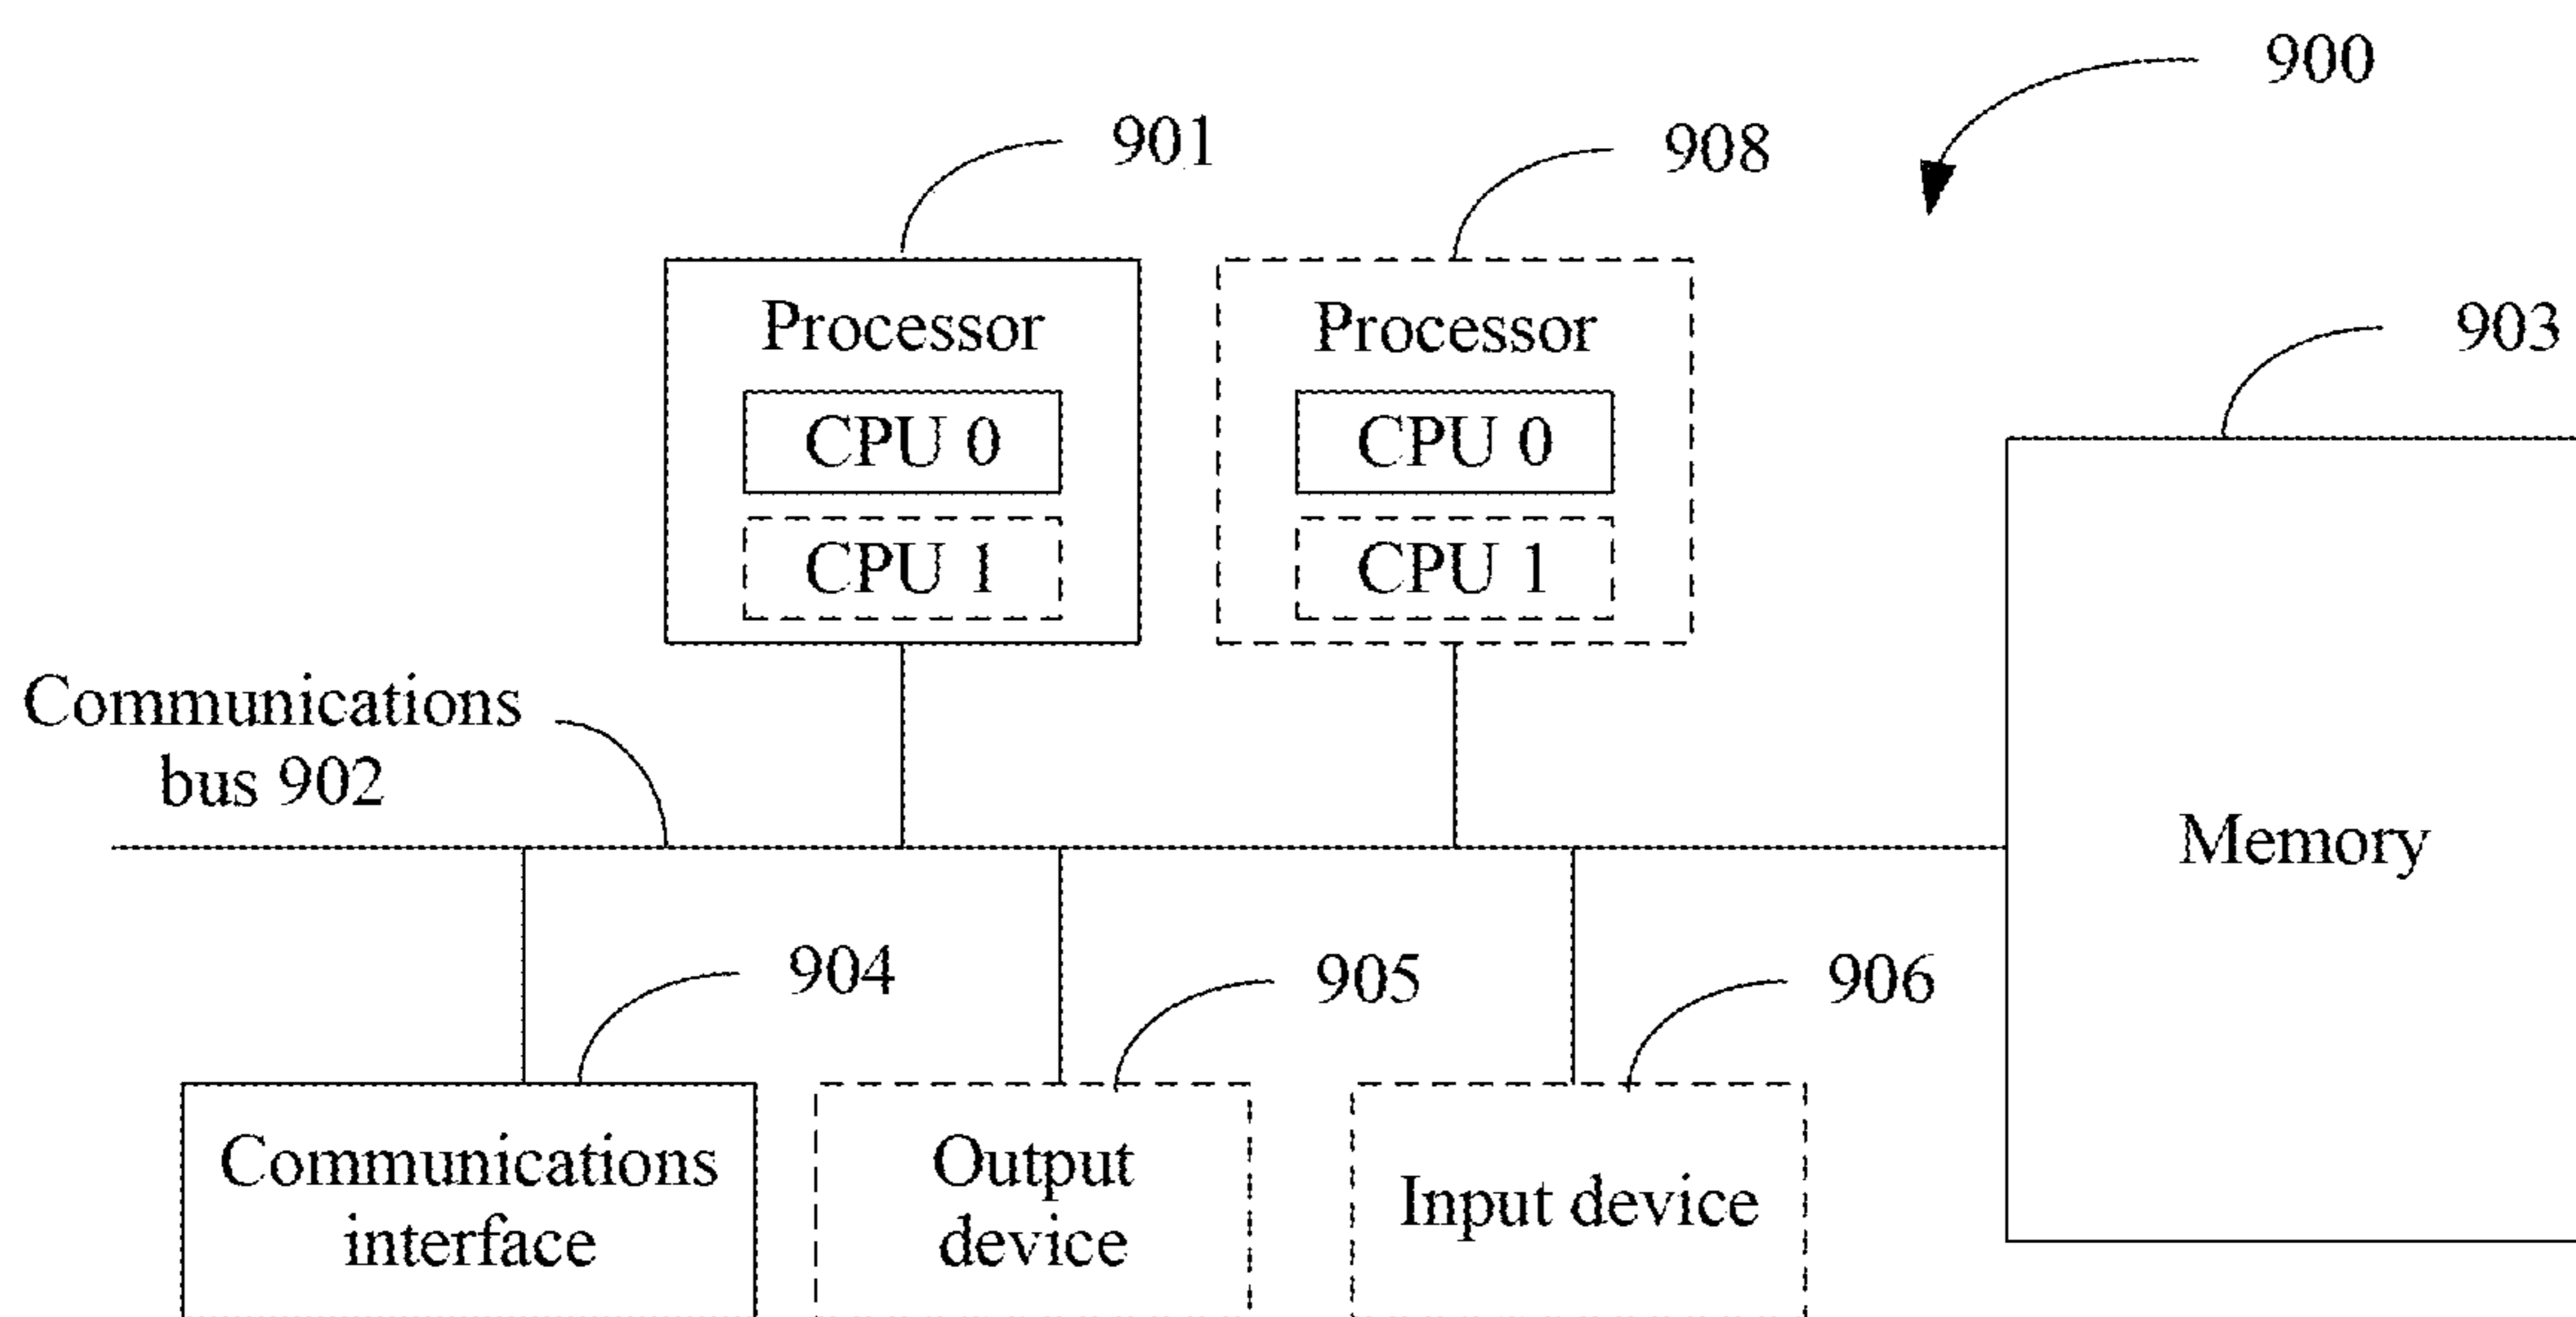 900
901
908
Processor
Processor
903
CPU 0
CPU 0
CPU 1
CPU 1
Communications
bus 902
Memory
904
905
906
Communications
interface
Output
device
Input device